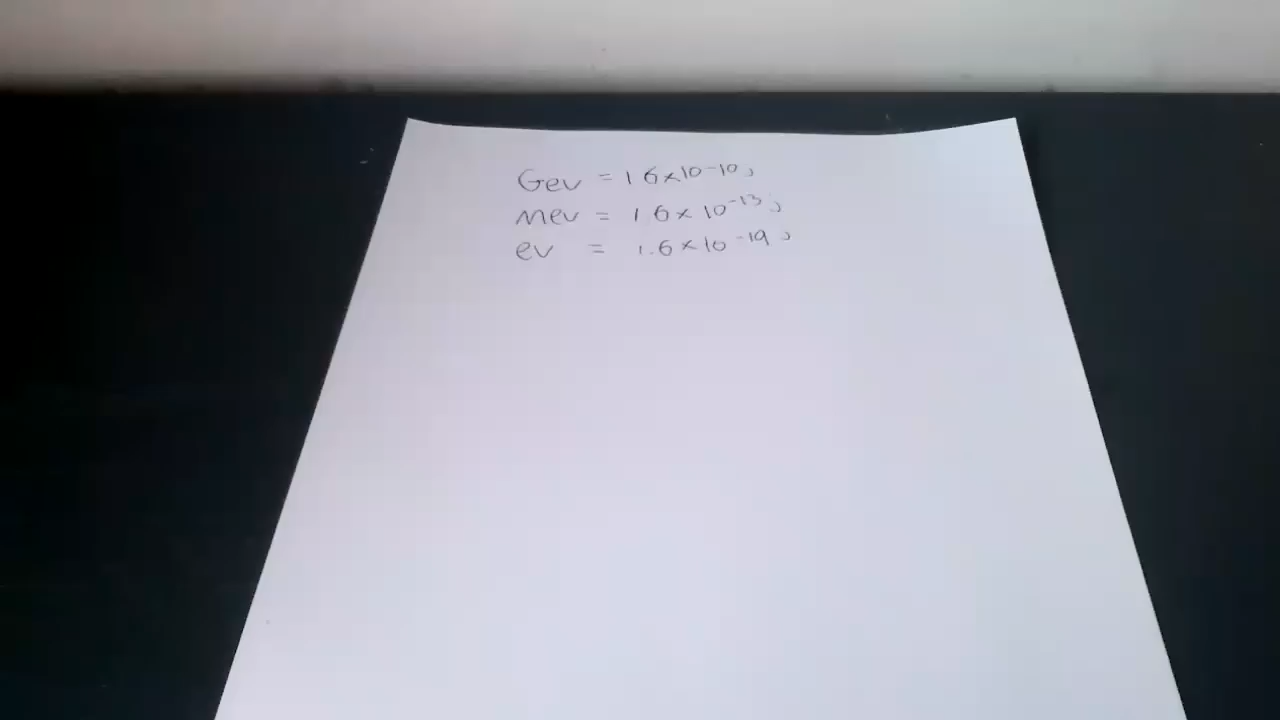 Gev = 1 6×10-10 J
Mev = 1 6× 10-13 J
ev = 1.6×10-19 J